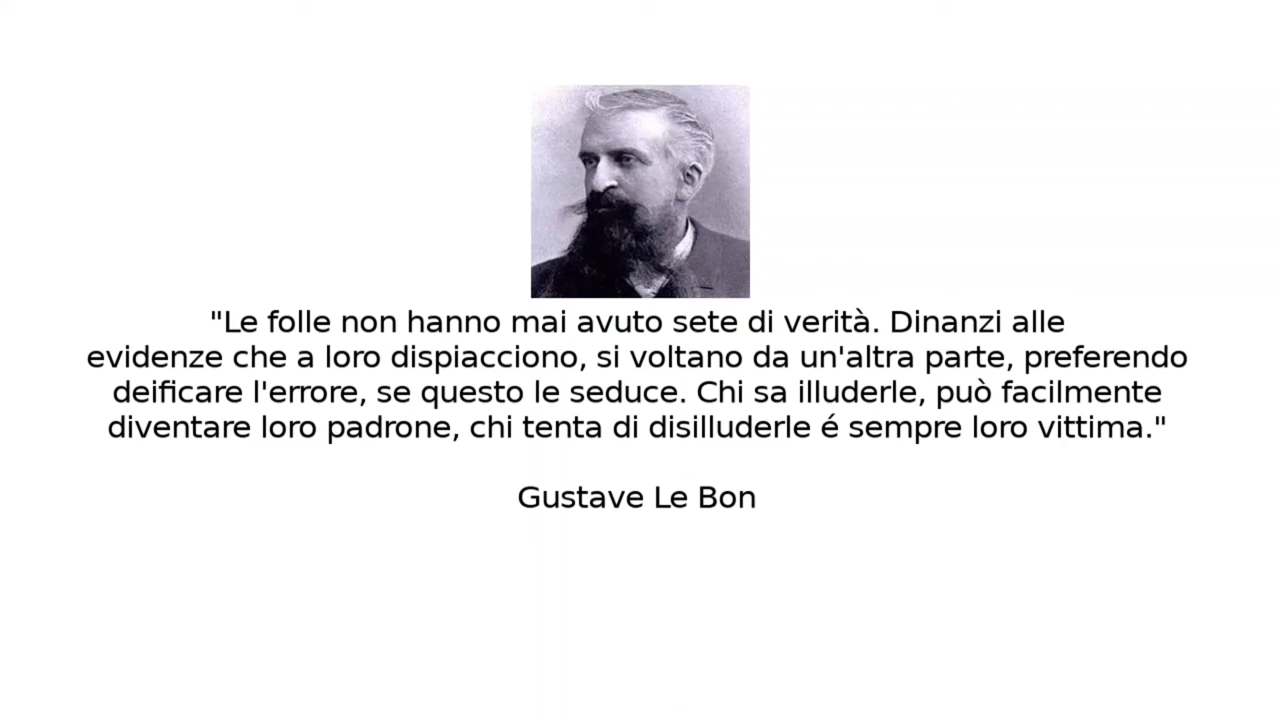 "Le folle non hanno mai avuto sete di verità. Dinanzi alle
evidenze che a loro dispiacciono, si voltano da un'altra parte, preferendo
deificare l'errore, se questo le seduce. Chi sa illuderle, può facilmente
diventare loro padrone, chi tenta di disilluderle é sempre loro vittima."
Gustave Le Bon